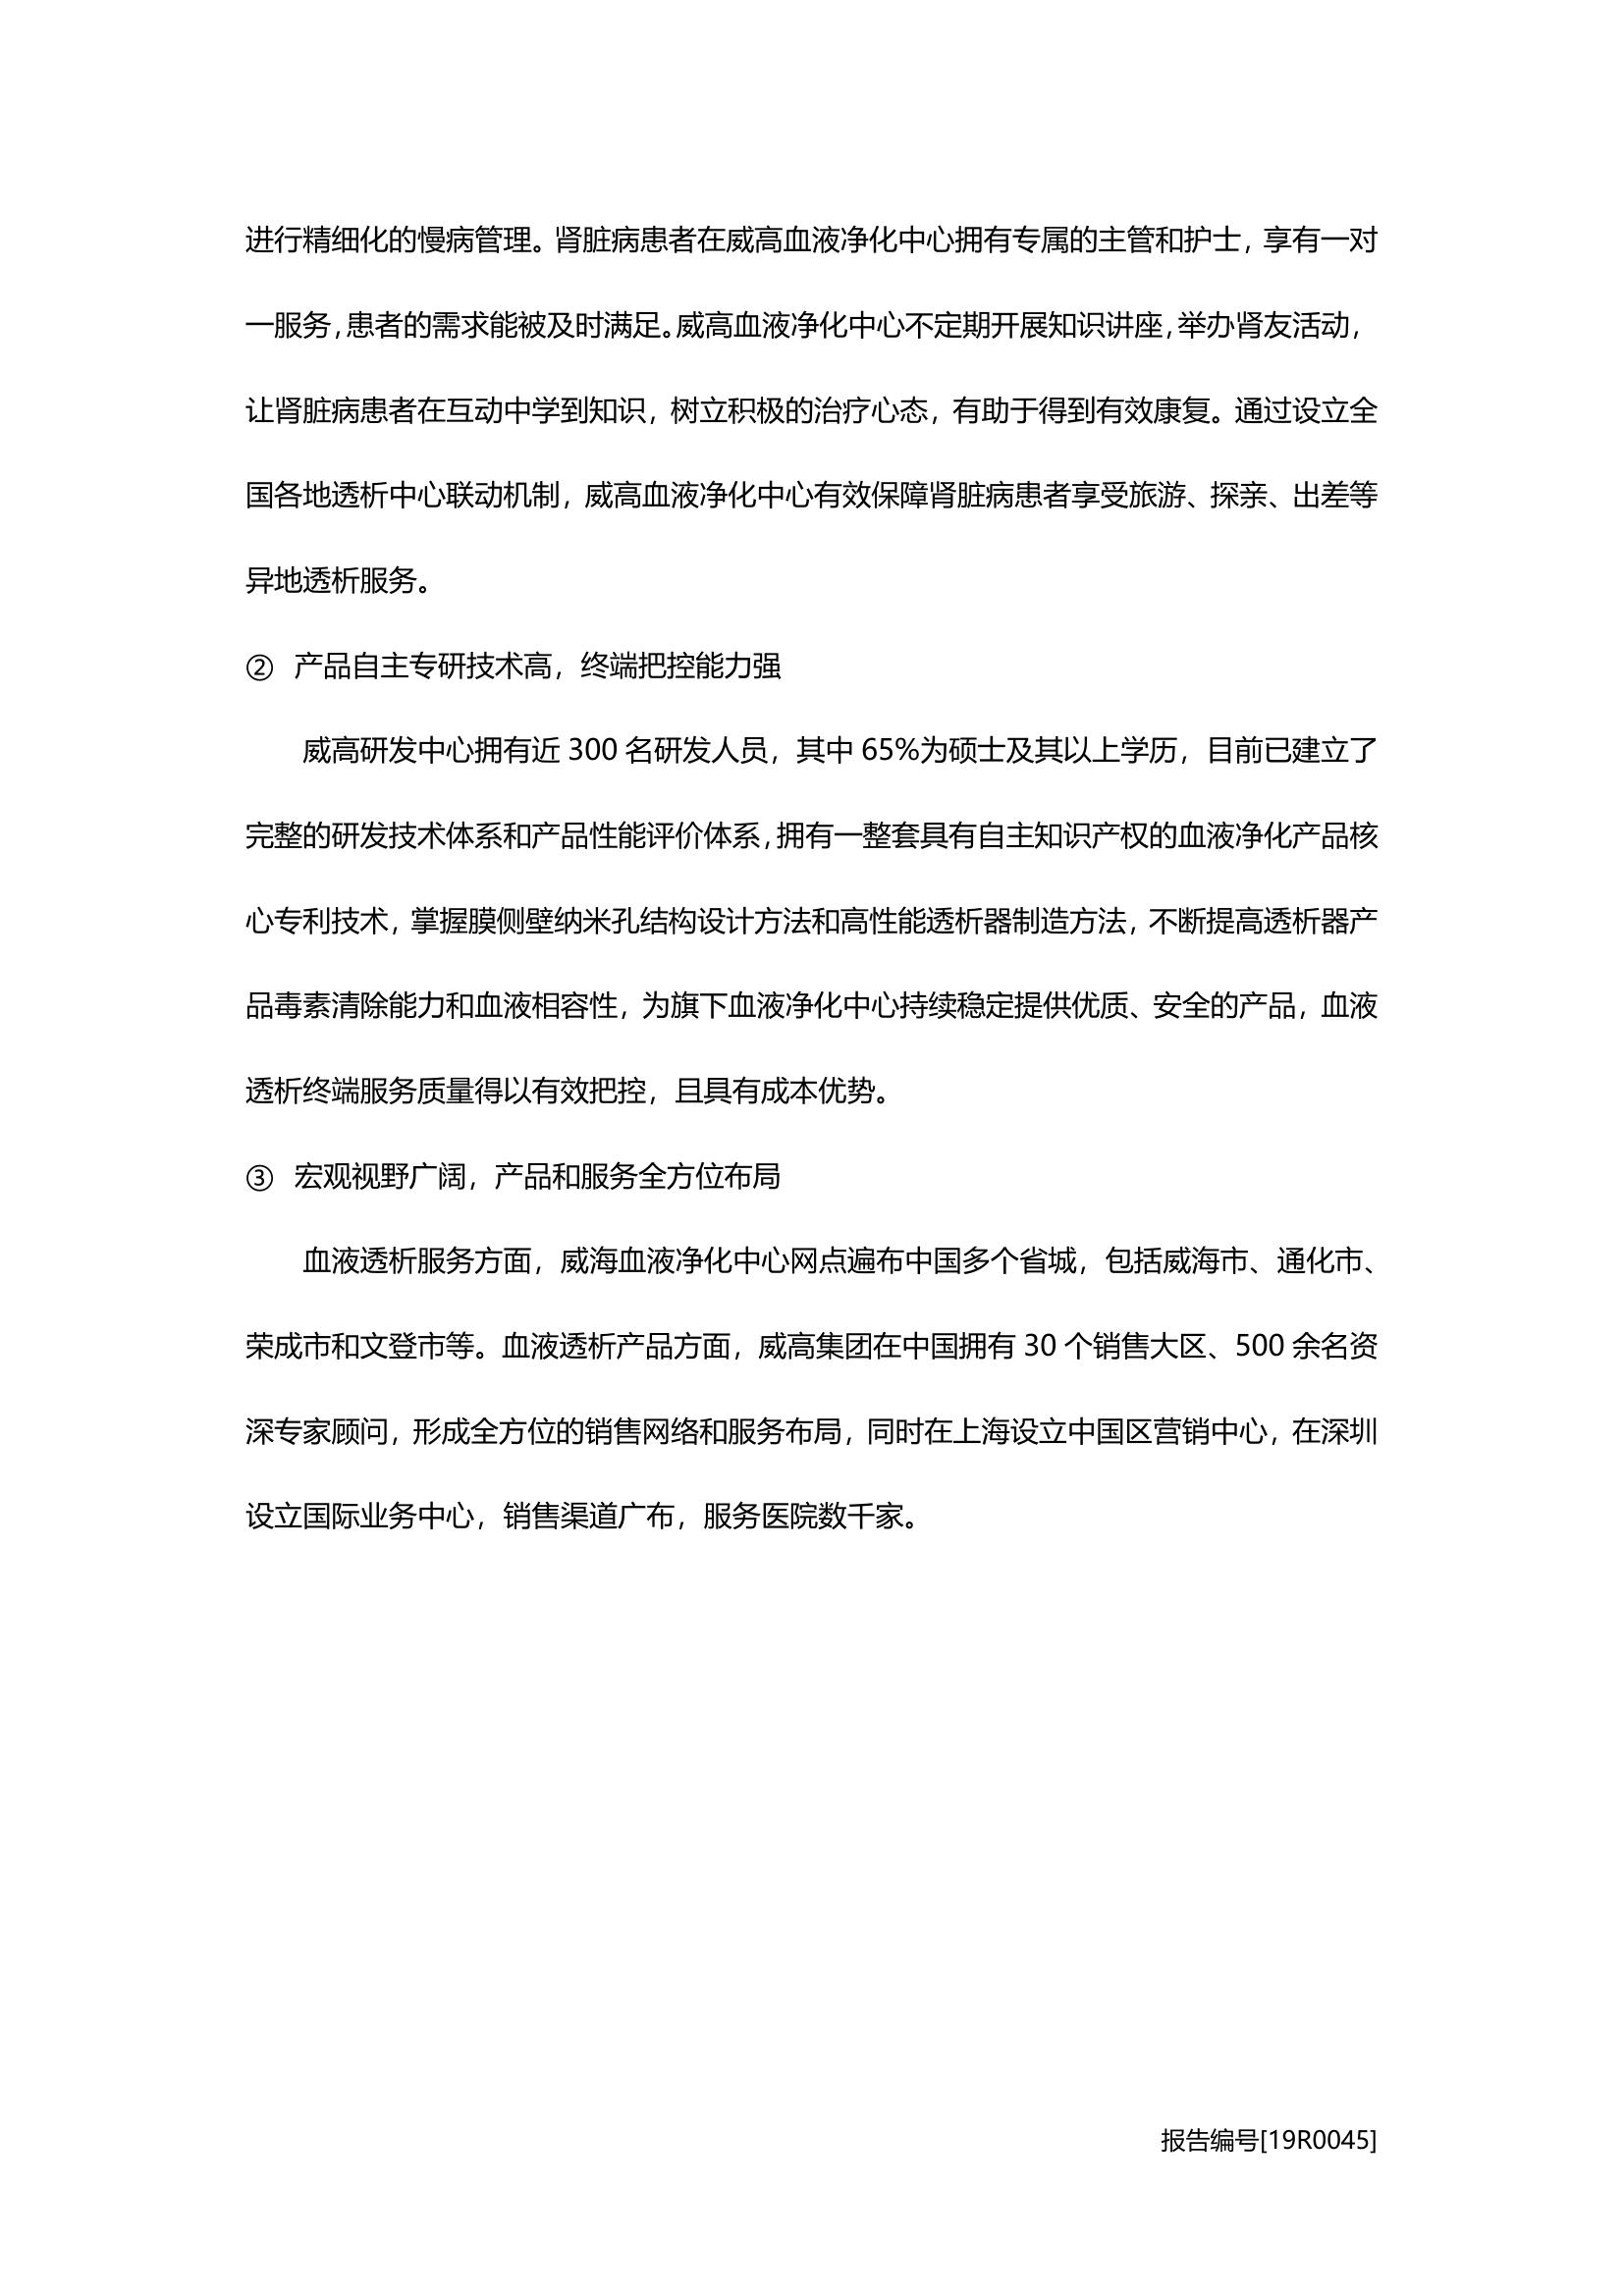 进行精细化的慢病管理。肾脏病患者在威高血液净化中心拥有专属的主管和护士，享有一对
一服务，患者的需求能被及时满足。威高血液净化中心不定期开展知识讲座，举办肾友活动，
让肾脏病患者在互动中学到知识，树立积极的治疗心态，有助于得到有效康复。通过设立全
国各地透析中心联动机制，威高血液净化中心有效保障肾脏病患者享受旅游、探亲、出差等
异地透析服务。
② 产品自主专研技术高，终端把控能力强
威高研发中心拥有近 300 名研发人员，其中 65%为硕士及其以上学历，目前已建立了
完整的研发技术体系和产品性能评价体系，拥有一整套具有自主知识产权的血液净化产品核
心专利技术，掌握膜侧壁纳米孔结构设计方法和高性能透析器制造方法，不断提高透析器产
品毒素清除能力和血液相容性，为旗下血液净化中心持续稳定提供优质、安全的产品，血液
透析终端服务质量得以有效把控，且具有成本优势。
③ 宏观视野广阔，产品和服务全方位布局
血液透析服务方面，威海血液净化中心网点遍布中国多个省城，包括威海市、通化市、
荣成市和文登市等。血液透析产品方面，威高集团在中国拥有 30 个销售大区、500 余名资
深专家顾问，形成全方位的销售网络和服务布局，同时在上海设立中国区营销中心，在深圳
设立国际业务中心，销售渠道广布，服务医院数千家。
报告编号[19R0045]